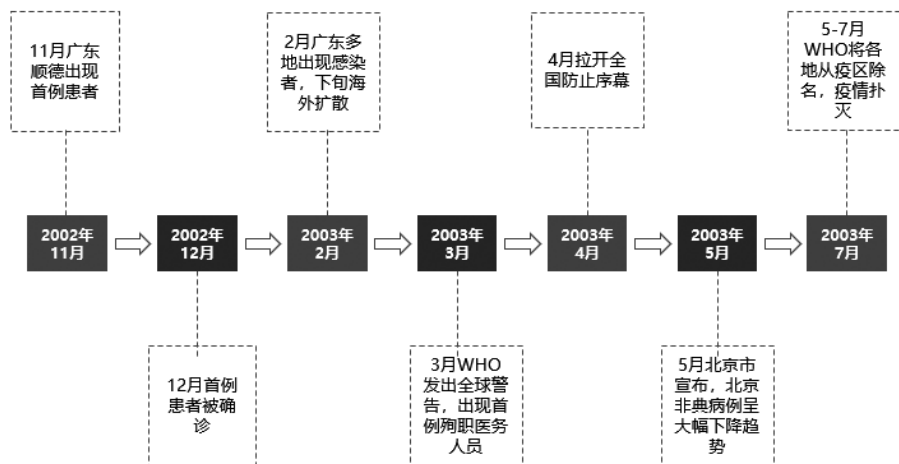 11月广东
顺德出现
首例患者
2月广东多
地出现感染
者，下旬海
外扩散
4月拉开全
国防止序幕
5-7月
WHO将各
地从疫区除
名，疫情扑
灭
2002年
11月
2002年
12月
2003年
2月
2003年
3月
2003年
4月
2003年
5月
2003年
7月
12月首例
患者被确
诊
3月WHO
发出全球警
告，出现首
例殉职医务
人员
5月北京市
宣布，北京
非典病例呈
大幅下降趋
势